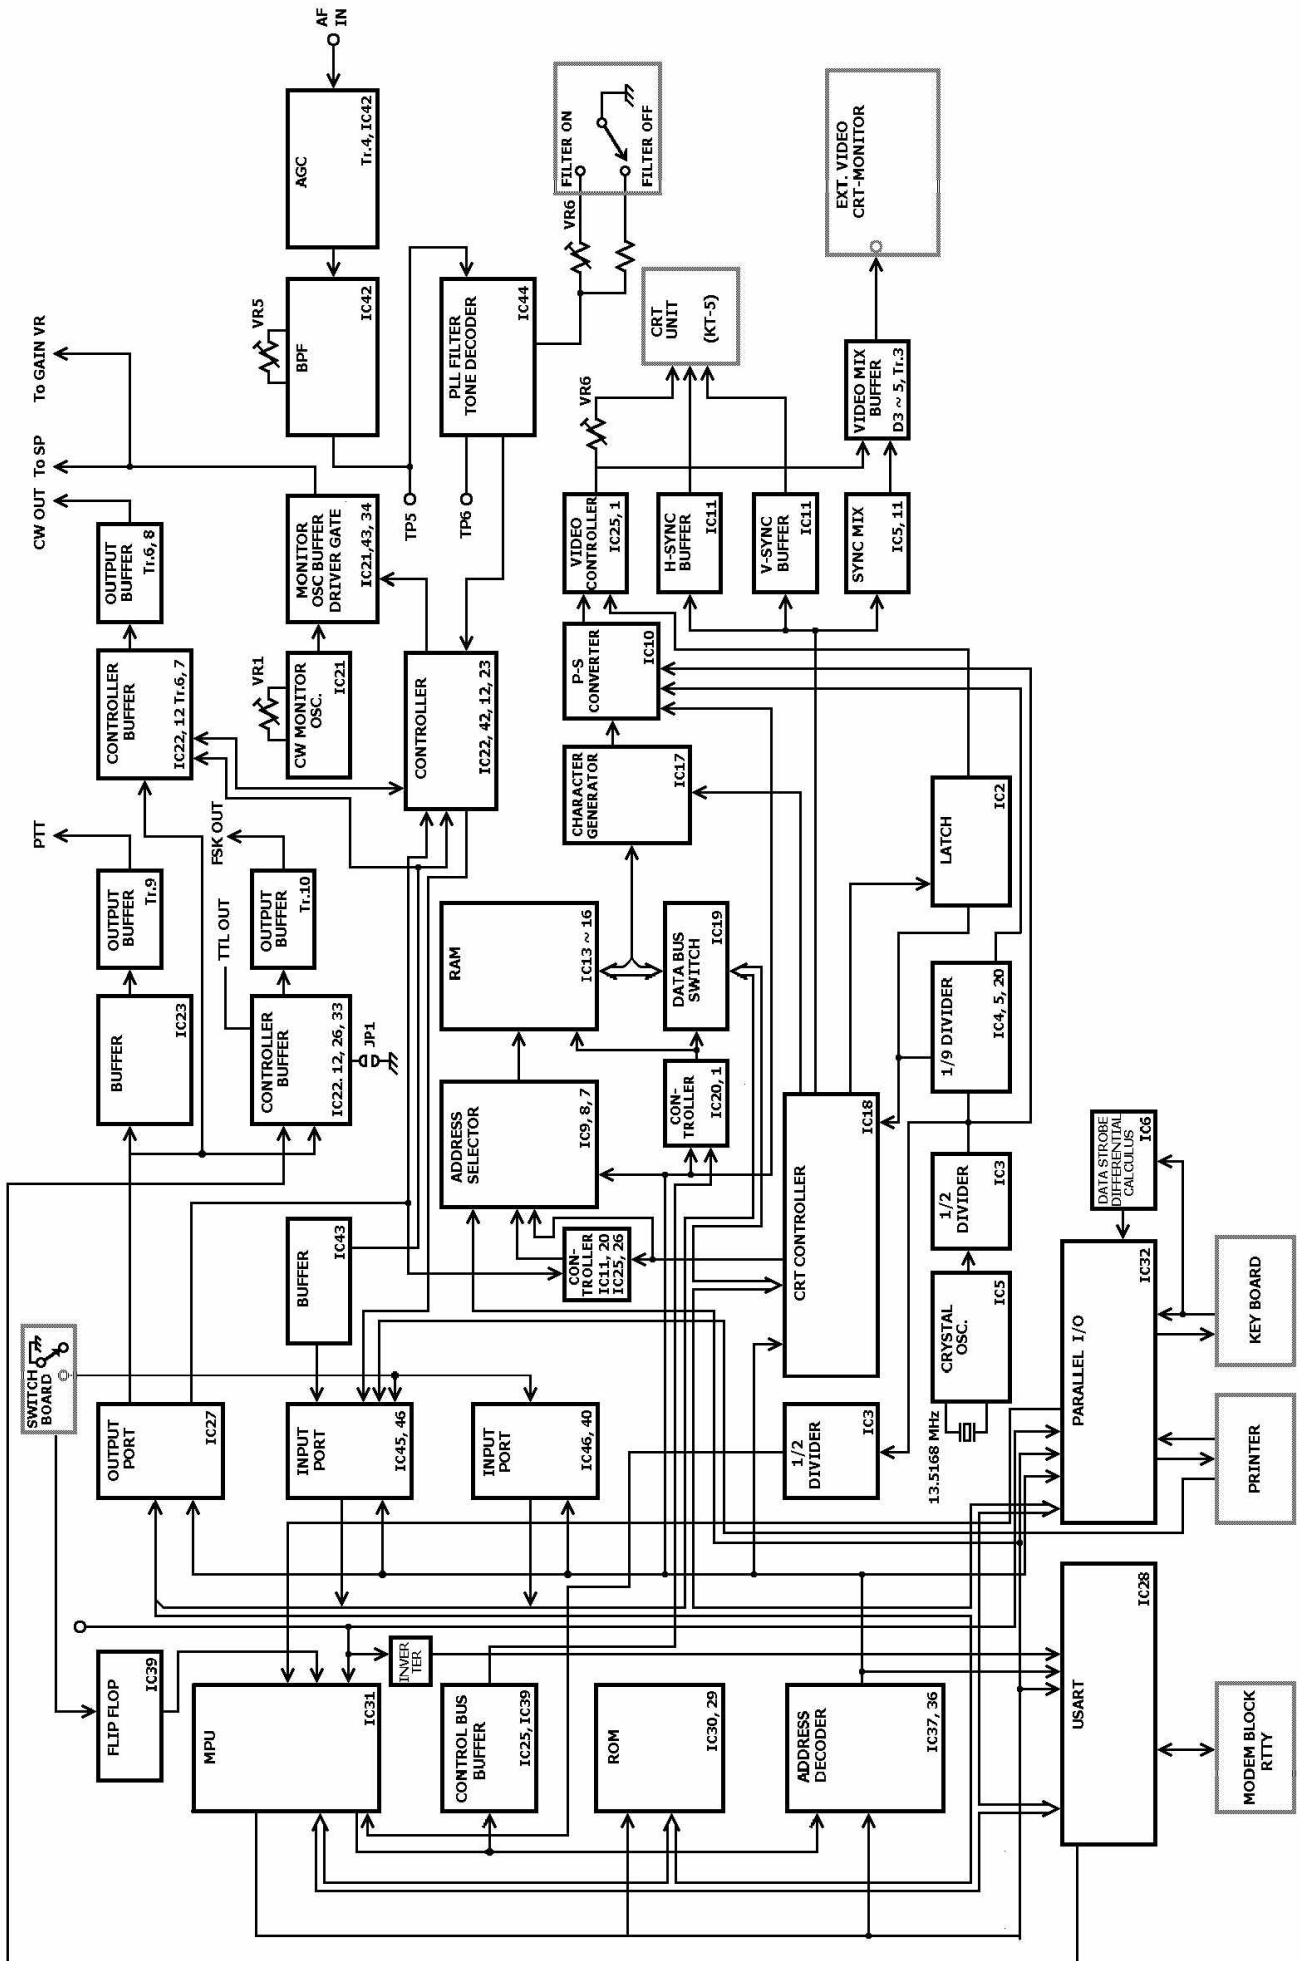 AF
IN
AGC
Tr.4, IC42
VR5
BPF
IC42
PLL FILTER
TONE DECODER
IC44
FILTER ON
FILTER OFF
VR6
EXT. VIDEO
CRT-MONITOR
CRT
UNIT
(KT-5)
VIDEO MIX
BUFFER
D3 ~ 5, Tr.3
To GAIN VR
To SP
CW OUT
OUTPUT
BUFFER
Tr.6, 8
MONITOR
OSC BUFFER
DRIVER GATE
IC21,43, 34
TP5
TP6
VR6
VIDEO
CONTROLLER
IC25, 1
H-SYNC
BUFFER
IC11
V-SYNC
BUFFER
IC11
SYNC MIX
IC5, 11
CONTROLLER
BUFFER
IC22, 12 Tr.6, 7
VR1
CW MONITOR
OSC.
IC21
CONTROLLER
IC22, 42, 12, 23
P-S
CONVERTER
IC10
CHARACTER
GENERATOR
IC17
LATCH
IC2
PTT
FSK OUT
TTL OUT
OUTPUT
BUFFER
Tr.9
OUTPUT
BUFFER
Tr.10
RAM
IC13 ~ 16
DATA BUS
SWITCH
IC19
1/9 DIVIDER
IC4, 5, 20
BUFFER
IC23
CONTROLLER
BUFFER
IC22. 12, 26, 33
JP1
ADDRESS
SELECTOR
IC9, 8, 7
CON-
TROLLER
IC20, 1
CRT CONTROLLER
IC18
1/2
DIVIDER
IC3
DATA STROBE
DIFFERENTIAL
CALCULUS
IC6
BUFFER
IC43
CON-
TROLLER
IC11, 20
IC25, 26
CRYSTAL
OSC.
IC5
13.5168 MHz
PARALLEL I/O
IC32
KEY BOARD
SWITCH
BOARD
OUTPUT
PORT
IC27
INPUT
PORT
IC45, 46
INPUT
PORT
IC46, 40
1/2
DIVIDER
IC3
PRINTER
FLIP FLOP
IC39
MPU
IC31
INVER
TER
CONTROL BUS
BUFFER
IC25, IC39
ROM
IC30, 29
ADDRESS
DECODER
IC37, 36
USART
IC28
MODEM BLOCK
RTTY